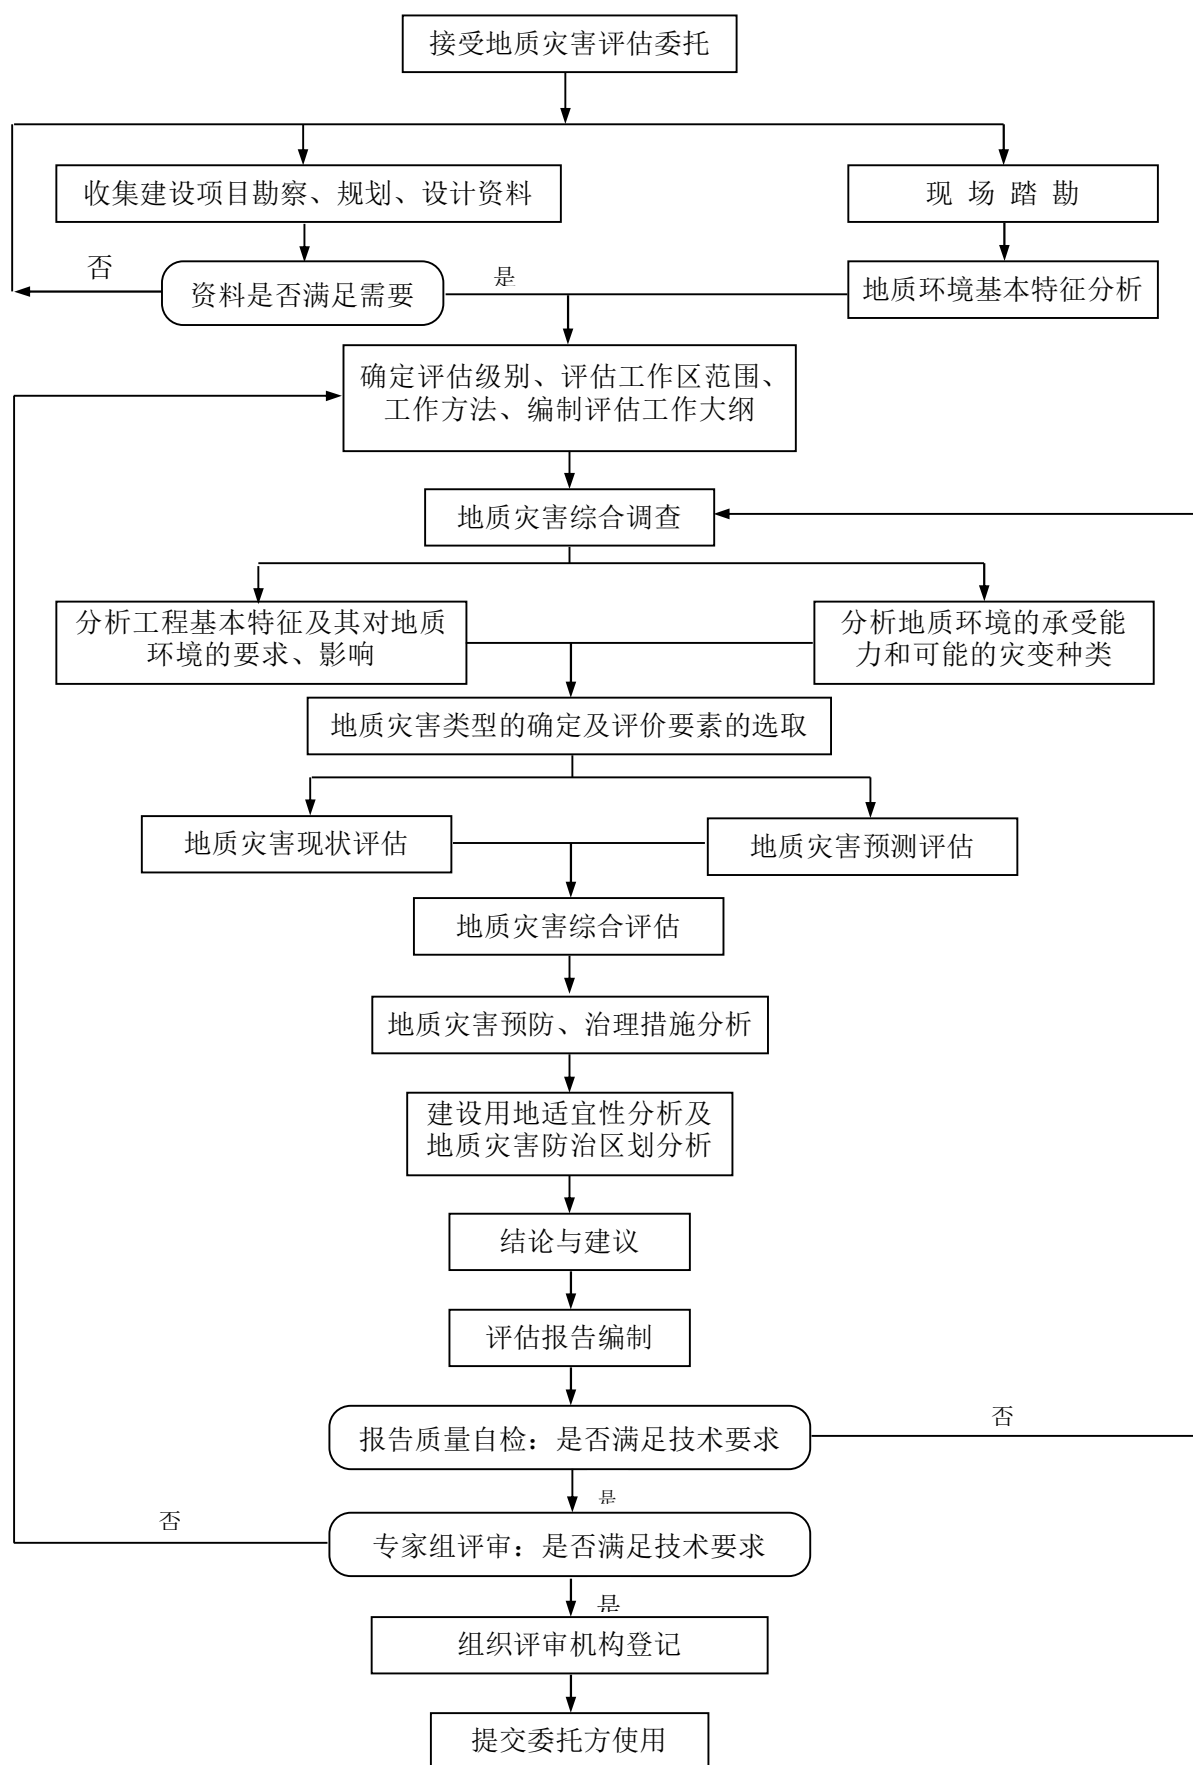 接受地质灾害评估委托
收集建设项目勘察、规划、设计资料
现 场 踏 勘
否
资料是否满足需要
是
地质环境基本特征分析
确定评估级别、评估工作区范围、
工作方法、编制评估工作大纲
地质灾害综合调查
分析工程基本特征及其对地质
环境的要求、影响
分析地质环境的承受能
力和可能的灾变种类
地质灾害类型的确定及评价要素的选取
地质灾害现状评估
地质灾害预测评估
地质灾害综合评估
地质灾害预防、治理措施分析
建设用地适宜性分析及
地质灾害防治区划分析
结论与建议
评估报告编制
报告质量自检：是否满足技术要求
否
是
否
专家组评审：是否满足技术要求
是
组织评审机构登记
提交委托方使用